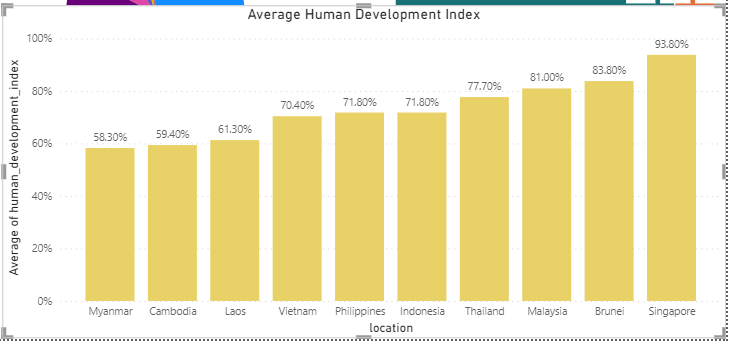 Average Human Development Index
Average of human_development_index
100%
80%
60%
40%
20%
0%
58.30%
59.40%
61.30%
70.40%
71.80%
71.80%
77.70%
81.00%
83.80%
93.80%
Myanmar
Cambodia
Laos
Vietnam
Philippines
Indonesia
Thailand
Malaysia
Brunei
Singapore
location